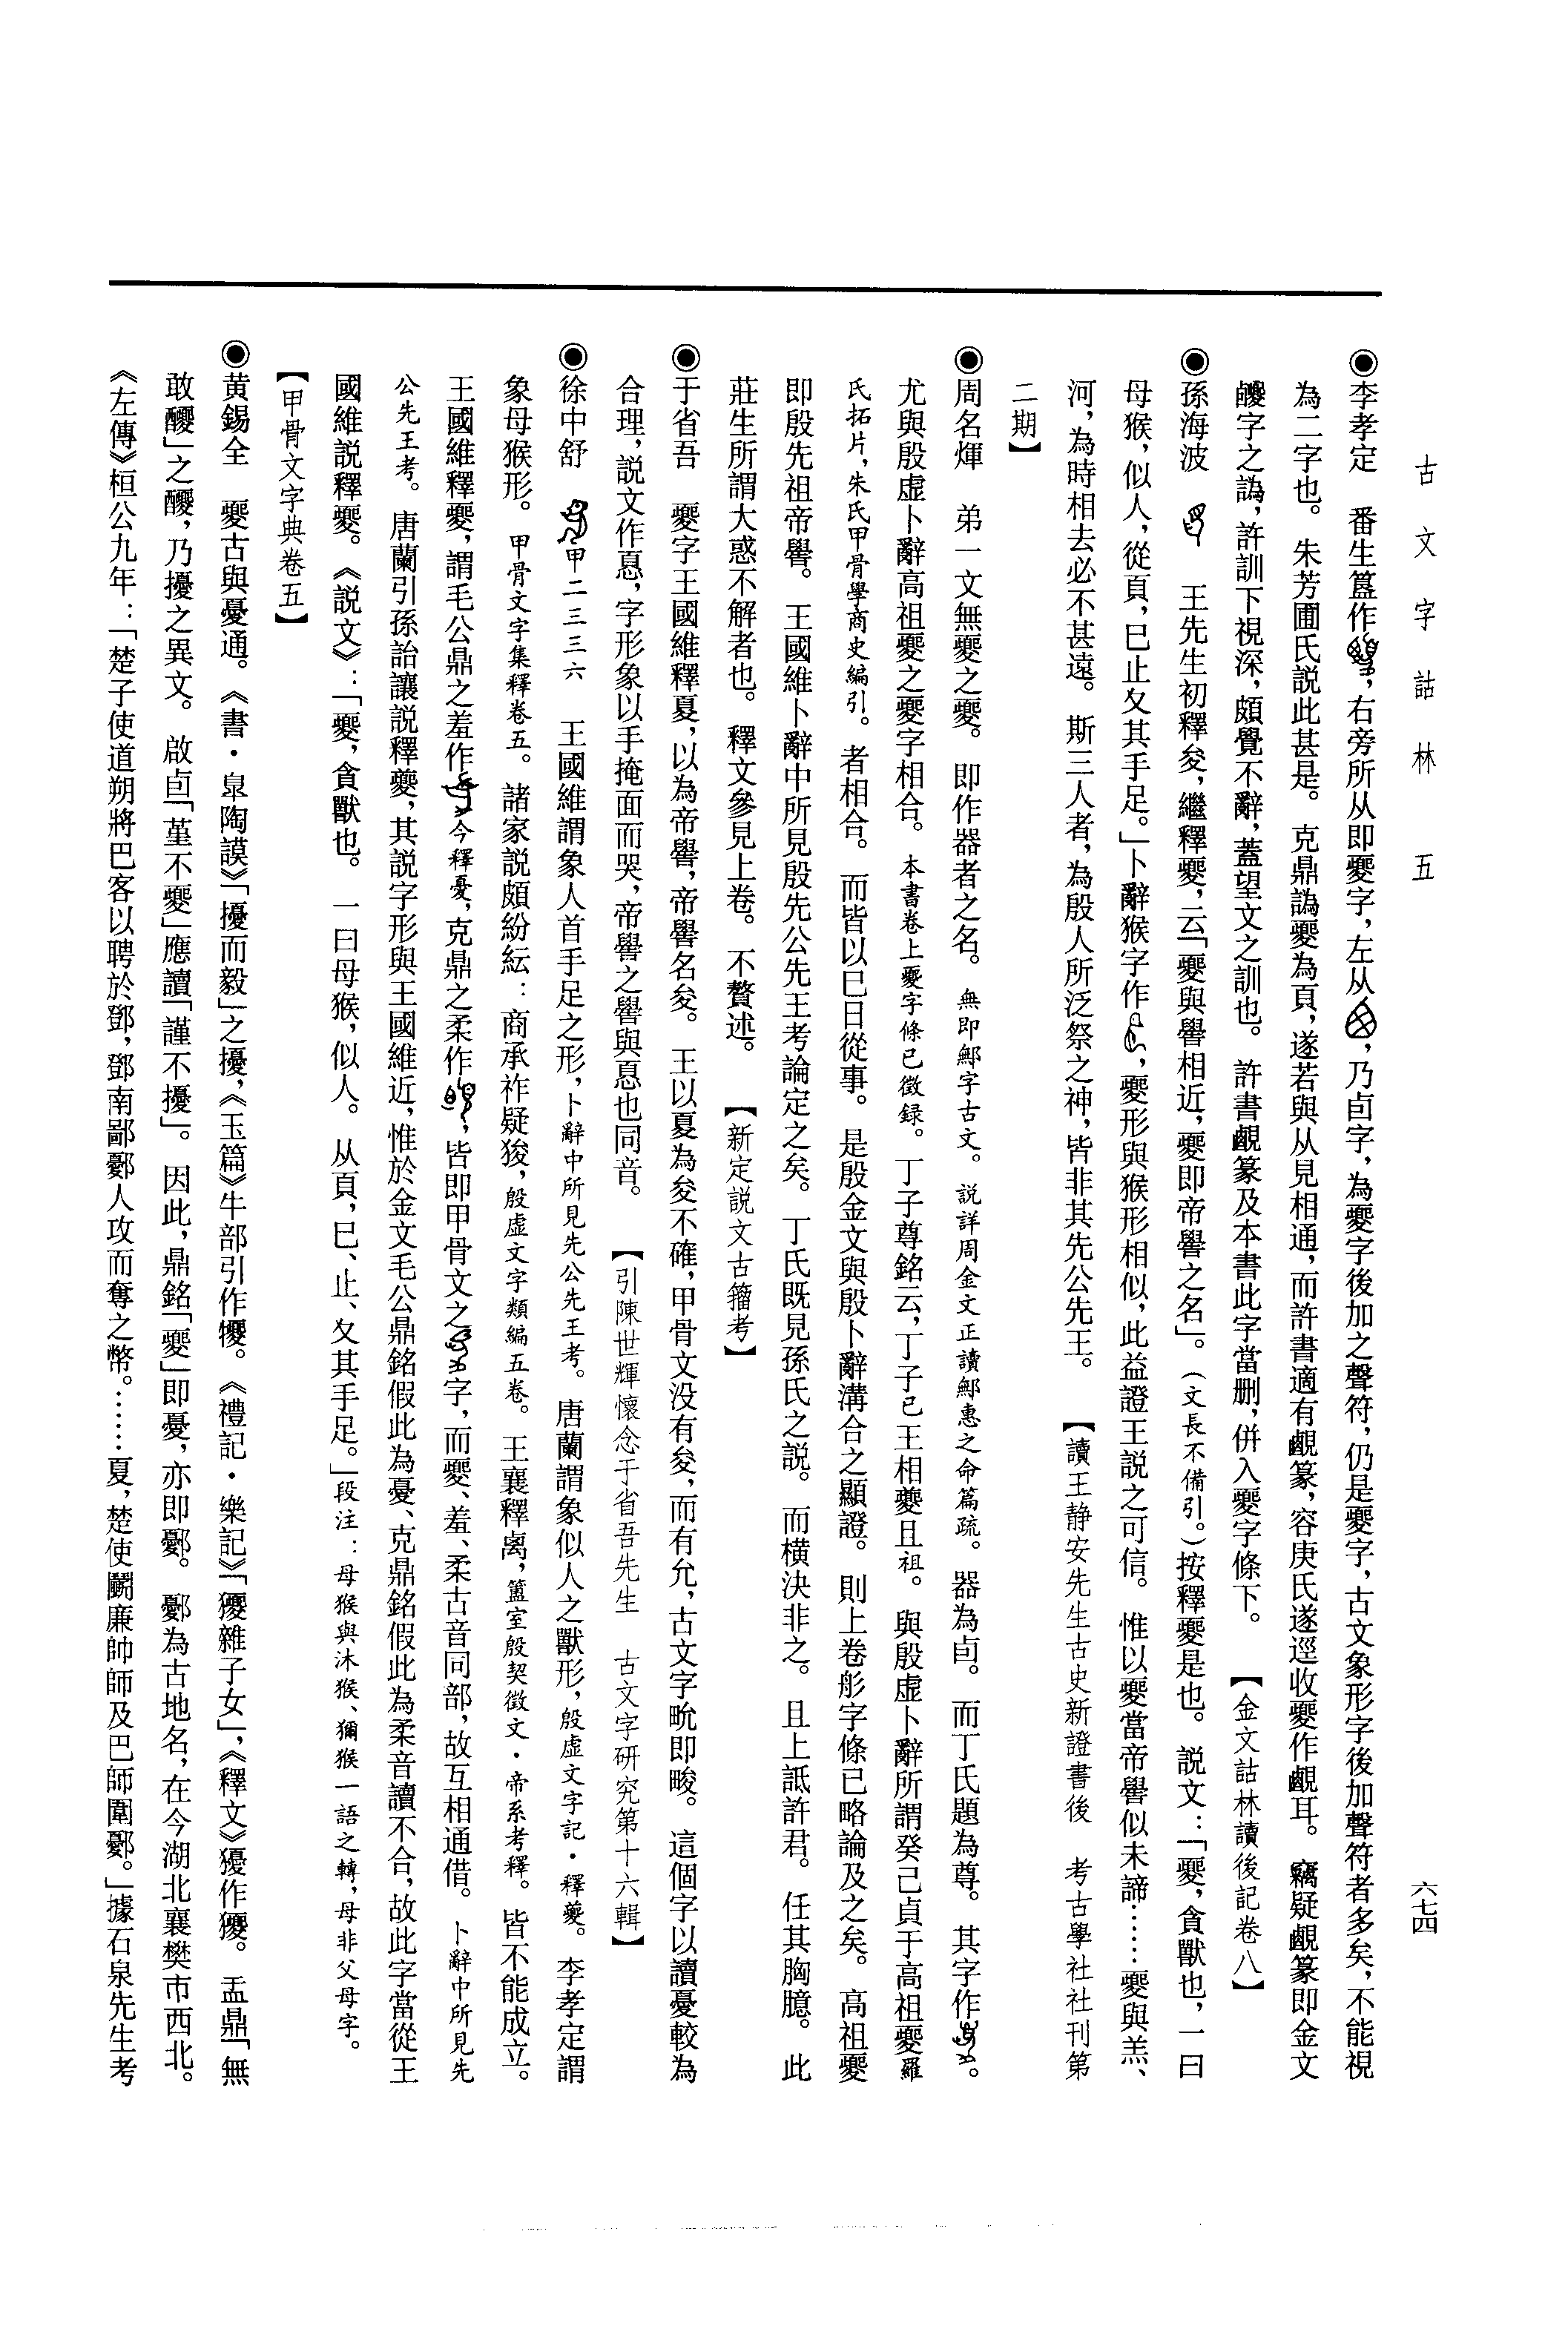 古文字詁林　五
六七四
◉李孝定　番生簋作，右旁所从即夒字，左从，乃卣字，為夒字後加之聲符，仍是夒字，古文象形字後加聲符者多矣，不能視
為二字也。朱芳圃氏説此甚是。克鼎譌夒為頁，遂若與从見相通，而許書適有覰篆，容庚氏遂逕收夒作覰耳。竊疑覰篆即金文
字之譌，許訓下視深，頗覺不辭，蓋望文之訓也。許書覰篆及本書此字當删，併入夒字條下。　【金文詁林讀後記卷八】
◉孫海波　　王先生初釋夋，繼釋夒，云「夒與嚳相近，夒即帝嚳之名」。（文長不備引。）按釋夒是也。説文：「夒，貪獸也，一曰
母猴，似人，從頁，巳止夊其手足。」卜辭猴字作，夒形與猴形相似，此益證王説之可信。惟以夒當帝嚳似未諦……夒與羔、
河，為時相去必不甚遠。斯三人者，為殷人所泛祭之神，皆非其先公先王。　【讀王静安先生古史新證書後　考古學社社刊第
二期】
◉周名煇　弟一文無夒之夒。即作器者之名。無即鄦字古文。説詳周金文正讀鄦惠之命篇疏。器為卣。而丁氏題為尊。其字作。
尤與殷虚卜辭高祖夒之夒字相合。本書卷上夒字條已徵録。丁子尊銘云，丁子已王相夔且祖。與殷虚卜辭所謂癸己貞于高祖夒羅
氏拓片，朱氏甲骨學商史編引。者相合。而皆以巳日從事。是殷金文與殷卜辭溝合之顯證。則上卷彭字條已略論及之矣。高祖夒
即殷先祖帝嚳。王國維卜辭中所見殷先公先王考論定之矣。丁氏既見孫氏之説。而横決非之。且上詆許君。任其胸臆。此
莊生所謂大惑不解者也。釋文參見上卷。不贅述。　【新定説文古籀考】
◉于省吾　夒字王國維釋夏，以為帝嚳，帝嚳名夋。王以夏為夋不確，甲骨文没有夋，而有允，古文字㽙即畯。這個字以讀憂較為
合理，説文作㥑，字形象以手掩面而哭，帝嚳之嚳與㥑也同音。　【引陳世輝懷念于省吾先生　古文字研究第十六輯】
◉徐中舒　甲二三三六　王國維謂象人首手足之形，卜辭中所見先公先王考。唐蘭謂象似人之獸形，殷虚文字記·釋夔。李孝定謂
象母猴形。甲骨文字集釋卷五。諸家説頗紛紜：商承祚疑狻，殷虚文字類編五卷。王襄釋离，簠室殷契徵文·帝系考釋。皆不能成立。
王國維釋夒，謂毛公鼎之羞作今釋憂，克鼎之柔作，皆即甲骨文之字，而夒、羞、柔古音同部，故互相通借。卜辭中所見先
公先王考。唐蘭引孫詒讓説釋夔，其説字形與王國維近，惟於金文毛公鼎銘假此為憂、克鼎銘假此為柔音讀不合，故此字當從王
國維説釋夒。《説文》：「夒，貪獸也。一曰母猴，似人。从頁，巳、止、夊其手足。」段注：母猴與沐猴、獼猴一語之轉，母非父母字。
【甲骨文字典卷五】
◉黄錫全　夒古與憂通。《書·臯陶謨》「擾而毅」之擾，《玉篇》牛部引作㹛。《禮記·樂記》「獶雜子女」，《釋文》獶作獿。盂鼎「無
敢醻」之醻，乃擾之異文。啟卣「堇不夒」應讀「謹不擾」。因此，鼎銘「夒」即憂，亦即鄾。鄾為古地名，在今湖北襄樊市西北。
《左傳》桓公九年：「楚子使道朔將巴客以聘於鄧，鄧南鄙鄾人攻而奪之幣。……夏，楚使鬭廉帥師及巴師圍鄾。」據石泉先生考